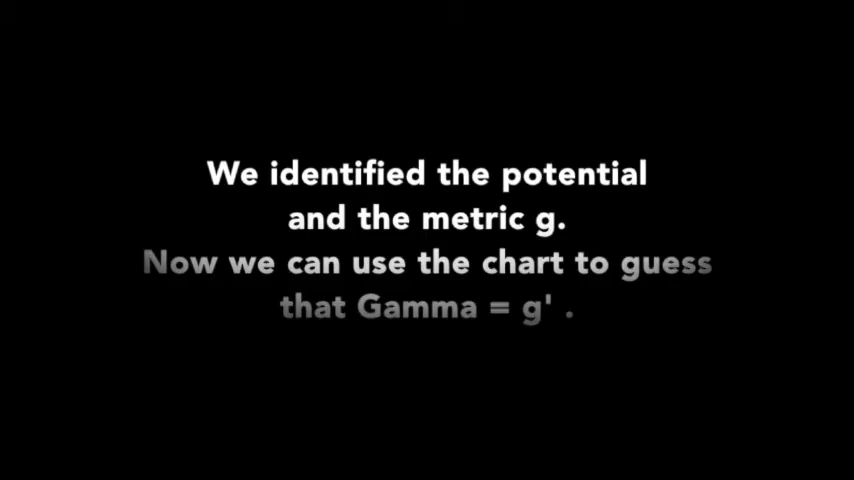 We identified the potential
and the metric g.
Now we can use the chart to guess
that Gamma = g' .